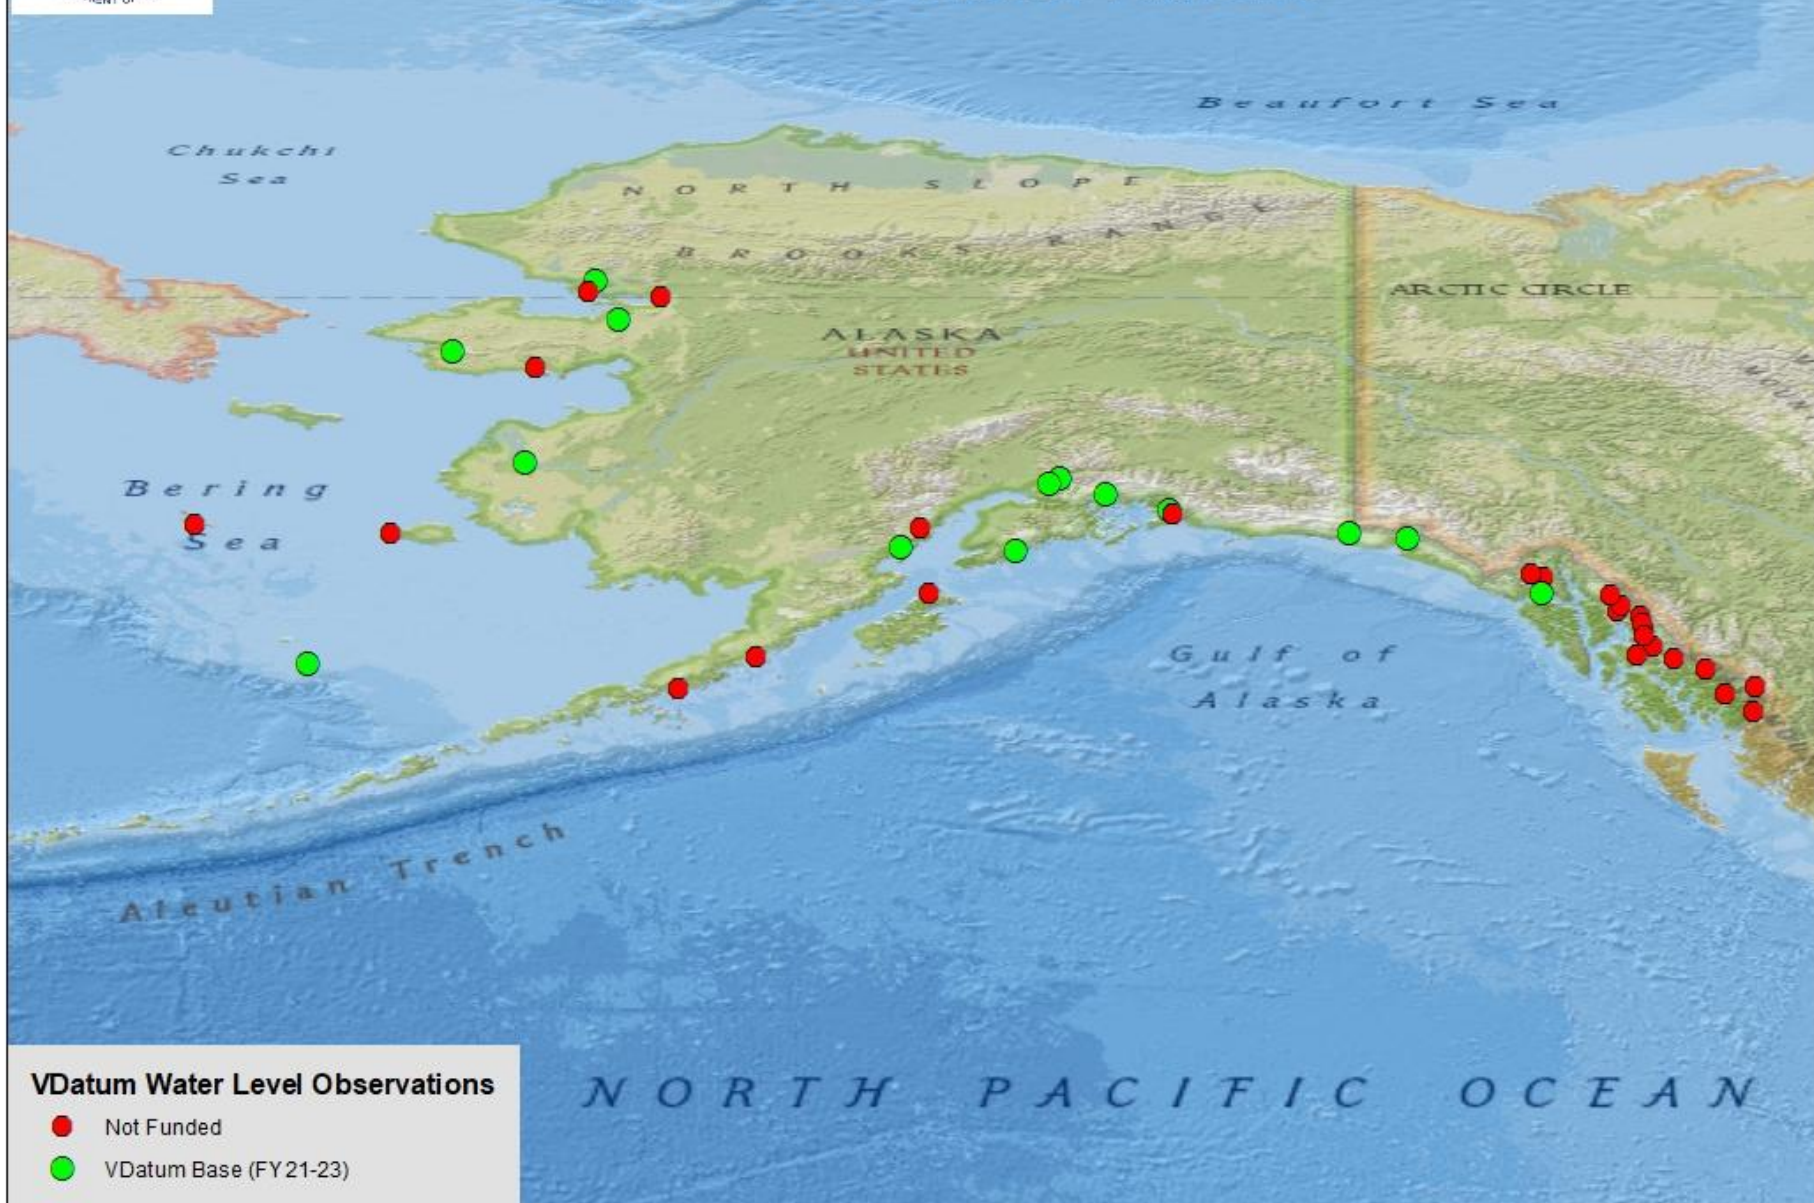 Beaufort Sea
Chukchi
Sea
NORTH SLOPE
BROOKS RANGE
ARCTIC CIRCLE
ALASKA
UNITED
STATES
Bering
Sea
Gulf of
Alaska
Aleutian Trench
NORTH PACIFIC OCEAN
VDatum Water Level Observations
Not Funded
VDatum Base (FY21-23)